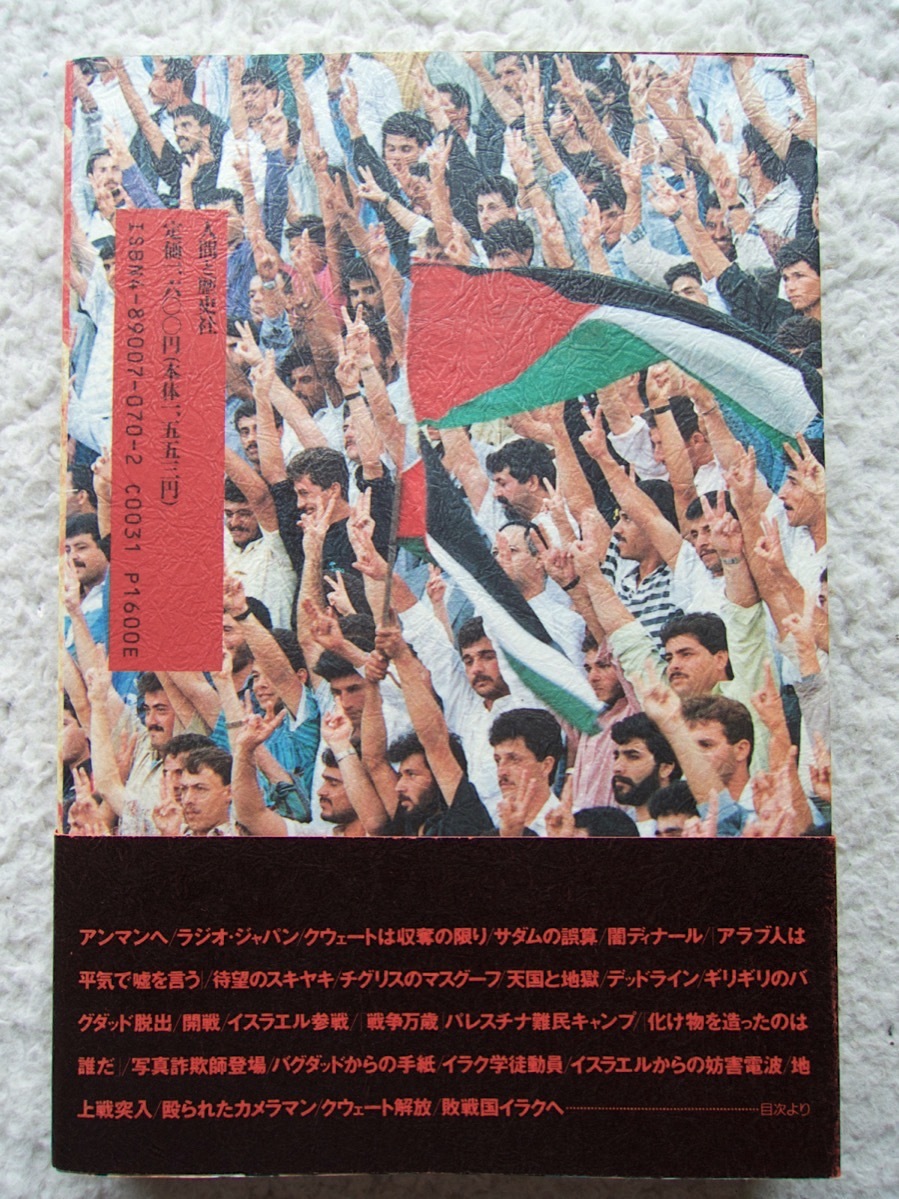 人間と歴史社
定価一、六〇〇円(本体一、五五三円)
ISBN4-89007-070-2 C0031 P1600E
アンマンへ/ラジオ・ジャパン/クウェートは収奪の限り/サダムの誤算/闇ディナール/「アラブ人は
平気で嘘を言う」/待望のスキヤキ/チグリスのマスグーフ/天国と地獄/デッドライン/ギリギリのバ
グダッド脱出/開戦/イスラエル参戦/「戦争万歳」パレスチナ難民キャンプ/「化け物を造ったのは
誰だ」/写真詐欺師登場/バグダッドからの手紙/イラク学徒動員/イスラエルからの妨害電波/地
上戦突入/殴られたカメラマン/クウェート解放/敗戦国イラクへ……………………目次より